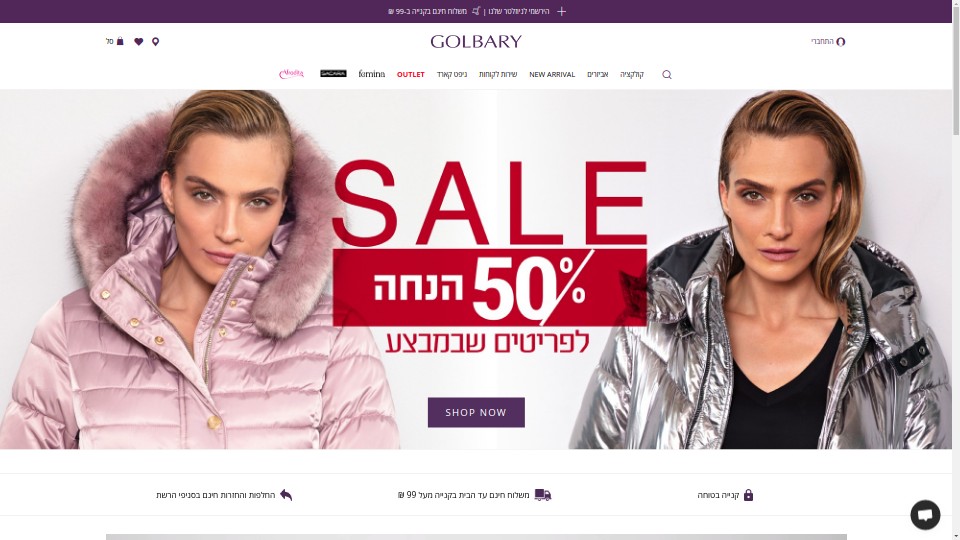 הירשמי לניוזלטר שלנו | משלוח חינם בקנייה ב-99 ₪
התחברי
GOLBARY
סל
קולקציה אביזרים NEW ARRIVAL שירות לקוחות גיפט קארד OUTLET femina SACARA
SALE
50% הנחה
לפריטים שבמבצע
SHOP NOW
קנייה בטוחה
משלוח חינם עד הבית בקנייה מעל 99 ₪
החלפות והחזרות חינם בסניפי הרשת